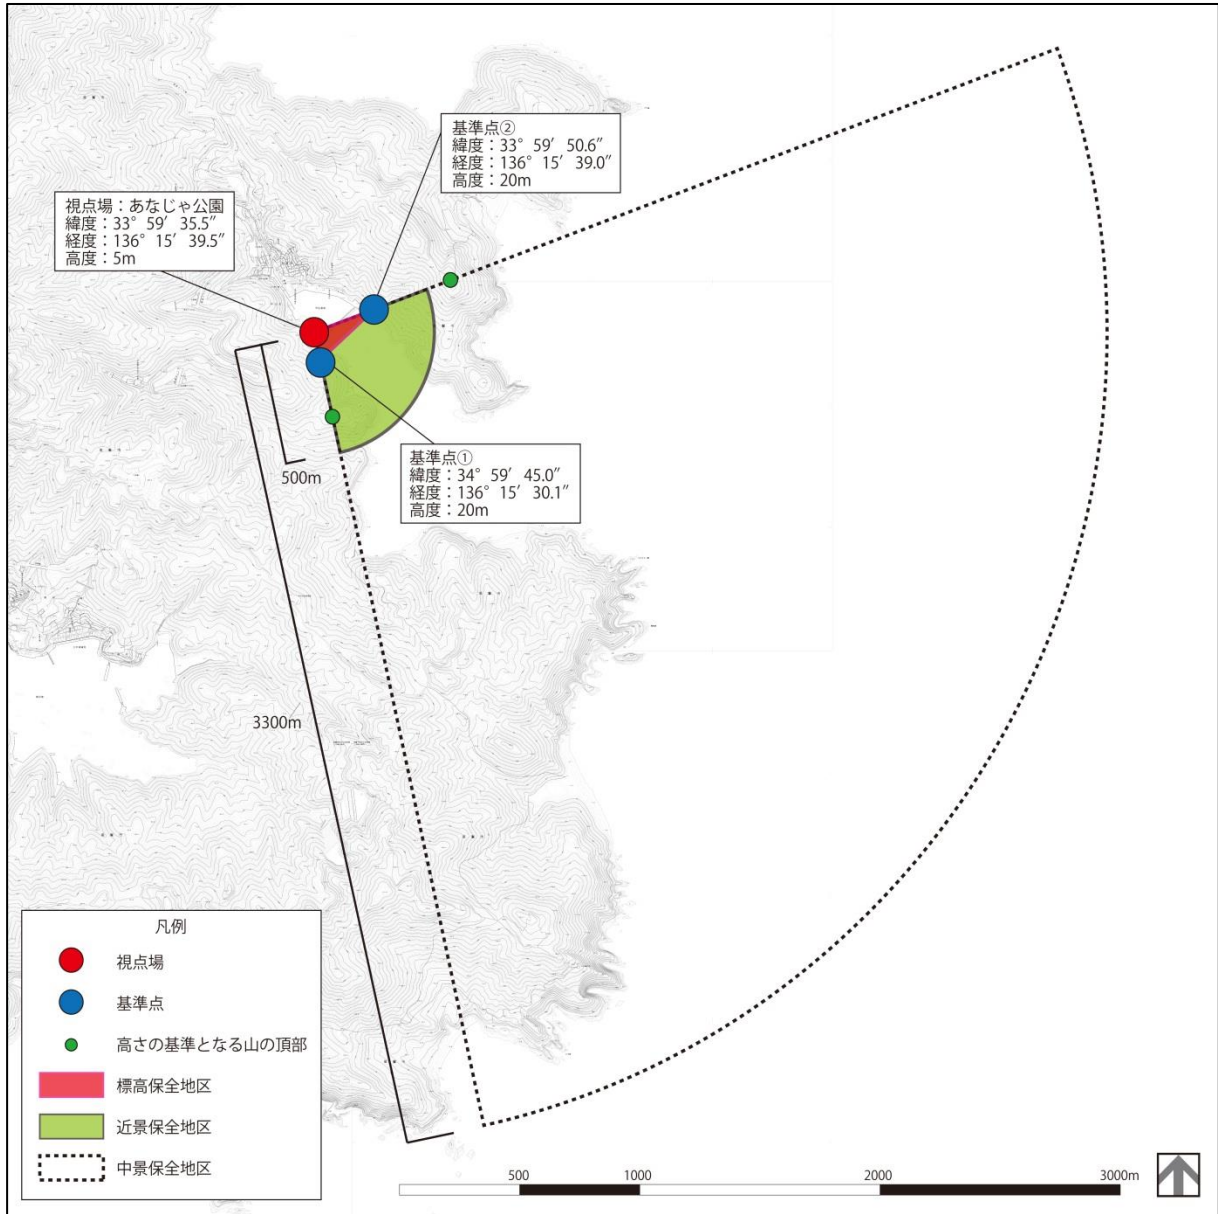 基準点②
緯度：33° 59′ 50.6″
経度：136° 15′ 39.0″
高度：20m
視点場：あなじゃ公園
緯度：33° 59′ 35.5″
経度：136° 15′ 39.5″
高度：5m
500m
基準点①
緯度：34° 59′ 45.0″
経度：136° 15′ 30.1″
高度：20m
3300m
凡例
視点場
基準点
高さの基準となる山の頂部
標高保全地区
近景保全地区
中景保全地区
500 1000 2000 3000m